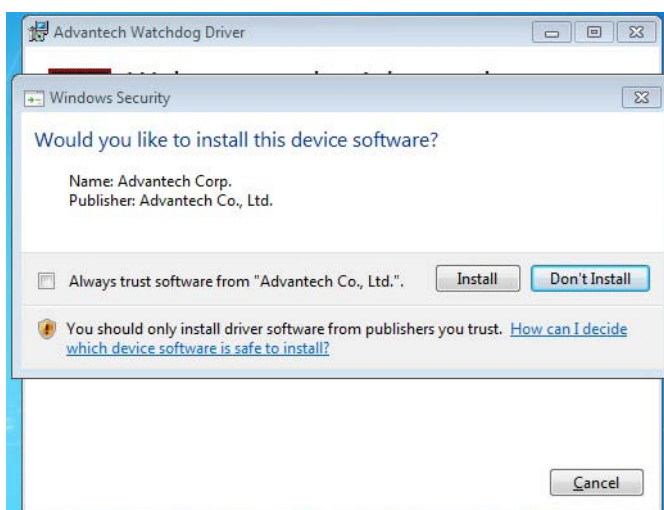 Advantech Watchdog Driver
Windows Security
Would you like to install this device software?
Name: Advantech Corp.
Publisher: Advantech Co., Ltd.
Always trust software from "Advantech Co., Ltd.". Install Don't Install
You should only install driver software from publishers you trust. How can I decide
which device software is safe to install?
Cancel